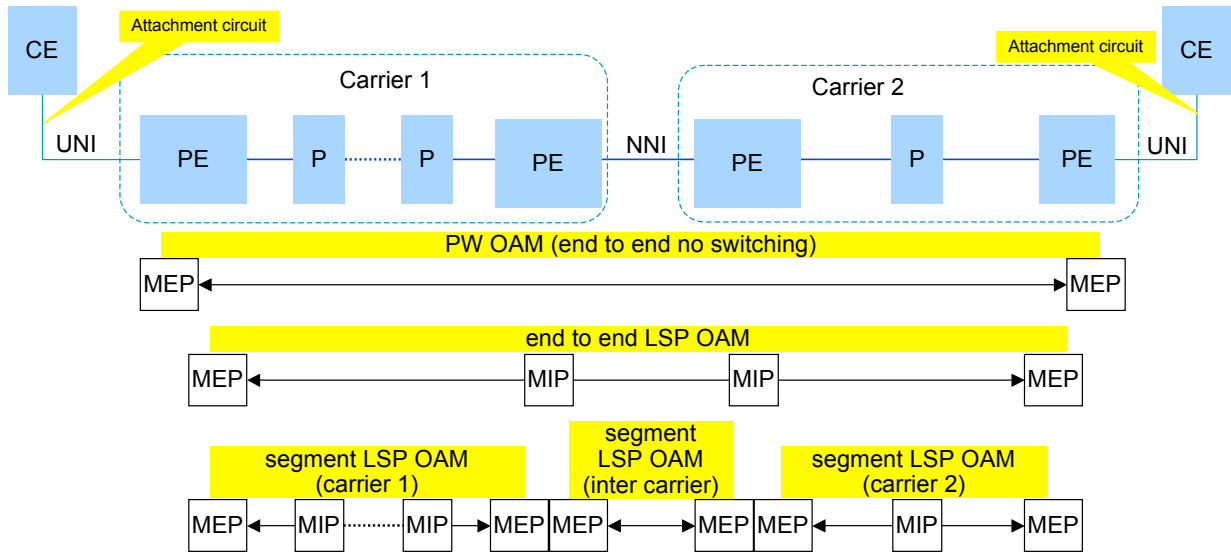 Attachment circuit
CE
Attachment circuit
CE
Carrier 1
Carrier 2
UNI
PE
P
P
PE
NNI
PE
P
PE
UNI
PW OAM (end to end no switching)
MEP
MEP
end to end LSP OAM
MEP
MIP
MIP
MEP
segment LSP OAM
(carrier 1)
segment
LSP OAM
(inter carrier)
segment LSP OAM
(carrier 2)
MEP
MIP
MIP
MEP
MEP
MEP
MEP
MIP
MEP